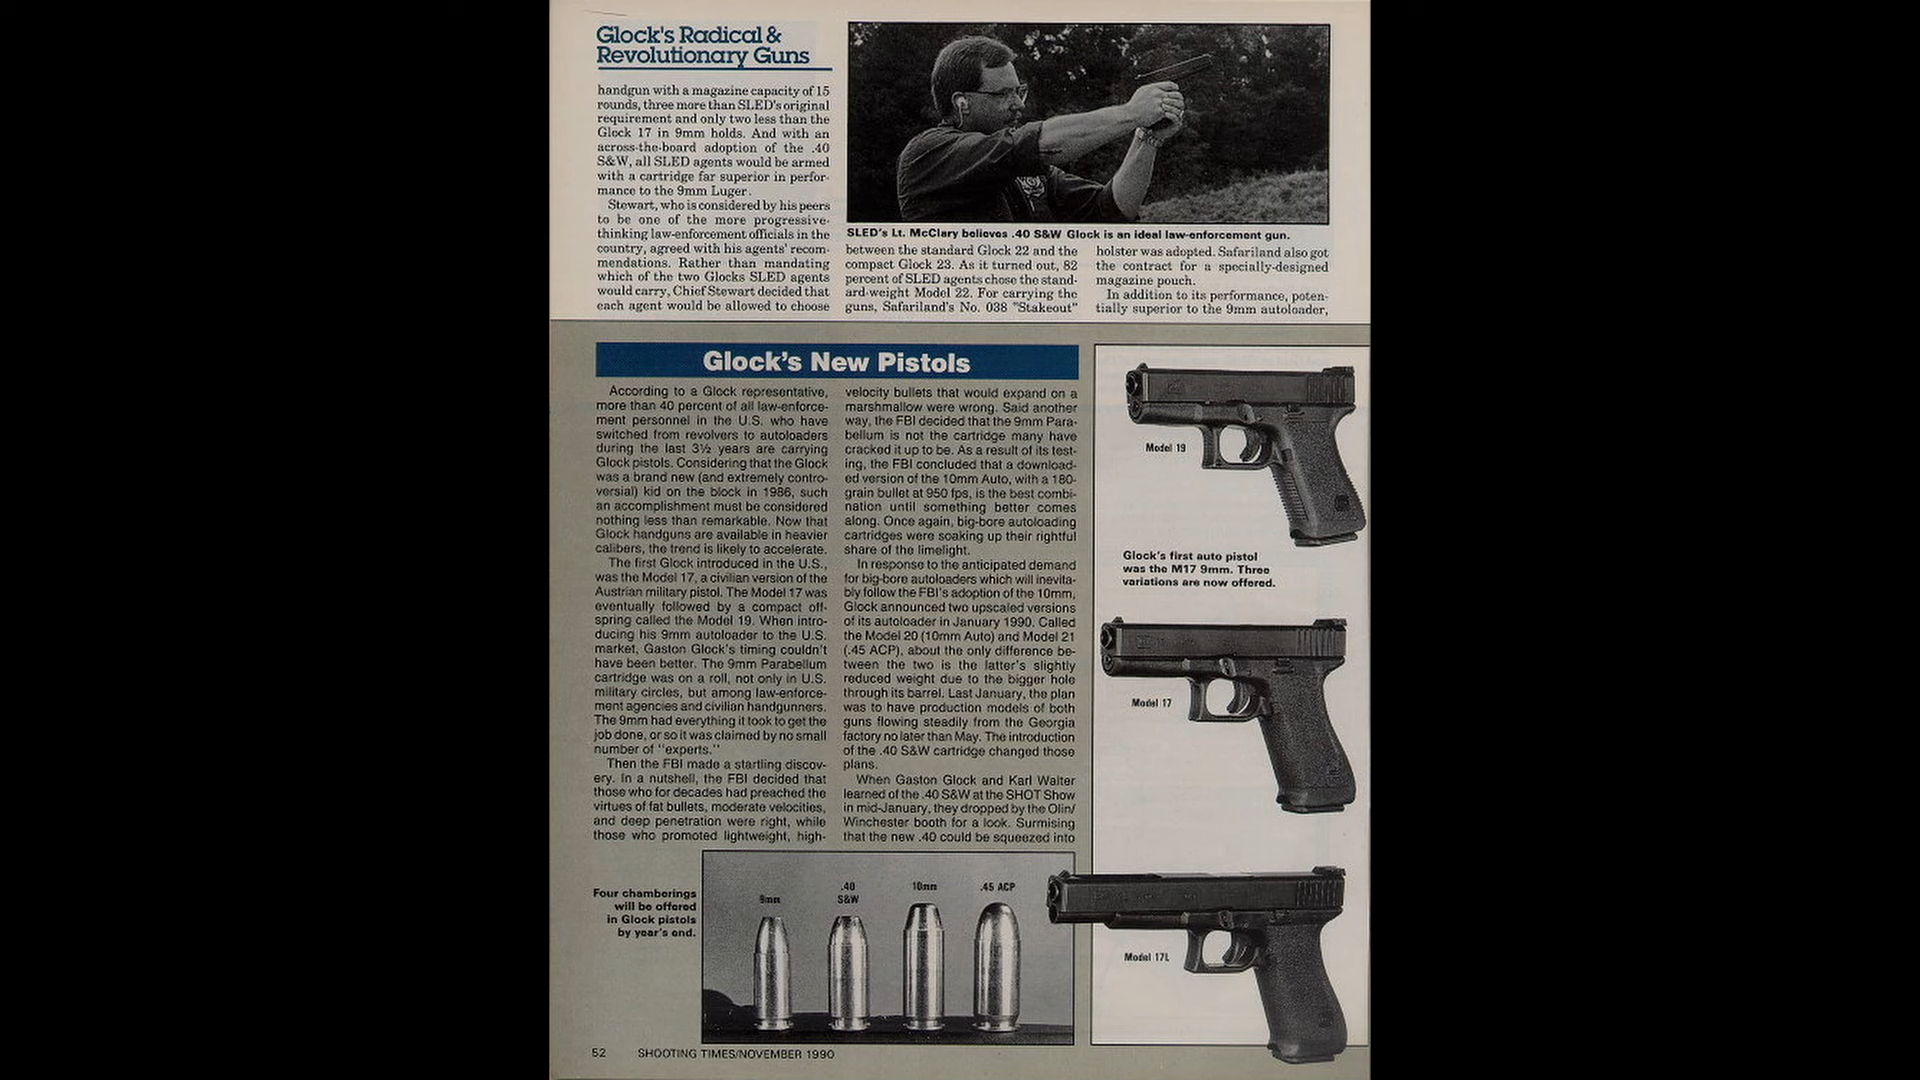 Glock's Radical &
Revolutionary Guns
handgun with a magazine capacity of 15
rounds, three more than SLED's original
requirement and only two less than the
Glock 17 in 9mm holds. And with an
across-the-board adoption of the .40
S&W, all SLED agents would be armed
with a cartridge far superior in perfor-
mance to the 9mm Luger.
Stewart, who is considered by his peers
to be one of the more progressive-
thinking law-enforcement officials in the
country, agreed with his agents' recom-
mendations. Rather than mandating
which of the two Glocks SLED agents
would carry, Chief Stewart decided that
each agent would be allowed to choose
SLED's Lt. McClary believes .40 S&W Glock is an ideal law-enforcement gun.
between the standard Glock 22 and the
compact Glock 23. As it turned out, 82
percent of SLED agents chose the stand-
ard-weight Model 22. For carrying the
guns, Safariland's No. 038 "Stakeout"
holster was adopted. Safariland also got
the contract for a specially-designed
magazine pouch.
In addition to its performance, poten-
tially superior to the 9mm autoloader,
Glock's New Pistols
According to a Glock representative,
more than 40 percent of all law-enforce-
ment personnel in the U.S. who have
switched from revolvers to autoloaders
during the last 3½ years are carrying
Glock pistols. Considering that the Glock
was a brand new (and extremely contro-
versial) kid on the block in 1986, such
an accomplishment must be considered
nothing less than remarkable. Now that
Glock handguns are available in heavier
calibers, the trend is likely to accelerate.
The first Glock introduced in the U.S.,
was the Model 17, a civilian version of the
Austrian military pistol. The Model 17 was
eventually followed by a compact off-
spring called the Model 19. When intro-
ducing his 9mm autoloader to the U.S.
market, Gaston Glock's timing couldn't
have been better. The 9mm Parabellum
cartridge was on a roll, not only in U.S.
military circles, but among law-enforce-
ment agencies and civilian handgunners.
The 9mm had everything it took to get the
job done, or so it was claimed by no small
number of "experts."
Then the FBI made a startling discov-
ery. In a nutshell, the FBI decided that
those who for decades had preached the
virtues of fat bullets, moderate velocities,
and deep penetration were right, while
those who promoted lightweight, high-
velocity bullets that would expand on a
marshmallow were wrong. Said another
way, the FBI decided that the 9mm Para-
bellum is not the cartridge many have
cracked it up to be. As a result of its test-
ing, the FBI concluded that a download-
ed version of the 10mm Auto, with a 180-
grain bullet at 950 fps, is the best combi-
nation until something better comes
along. Once again, big-bore autoloading
cartridges were soaking up their rightful
share of the limelight.
In response to the anticipated demand
for big-bore autoloaders which will inevita-
bly follow the FBI's adoption of the 10mm,
Glock announced two upscaled versions
of its autoloader in January 1990. Called
the Model 20 (10mm Auto) and Model 21
(.45 ACP), about the only difference be-
tween the two is the latter's slightly
reduced weight due to the bigger hole
through its barrel. Last January, the plan
was to have production models of both
guns flowing steadily from the Georgia
factory no later than May. The introduction
of the .40 S&W cartridge changed those
plans.
When Gaston Glock and Karl Walter
learned of the .40 S&W at the SHOT Show
in mid-January, they dropped by the Olin/
Winchester booth for a look. Surmising
that the new .40 could be squeezed into
Model 19
Glock's first auto pistol
was the M17 9mm. Three
variations are now offered.
Model 17
Model 17L
Four chamberings
will be offered
in Glock pistols
by year's end.
9mm
.40
S&W
10mm
.45 ACP
52 SHOOTING TIMES/NOVEMBER 1990